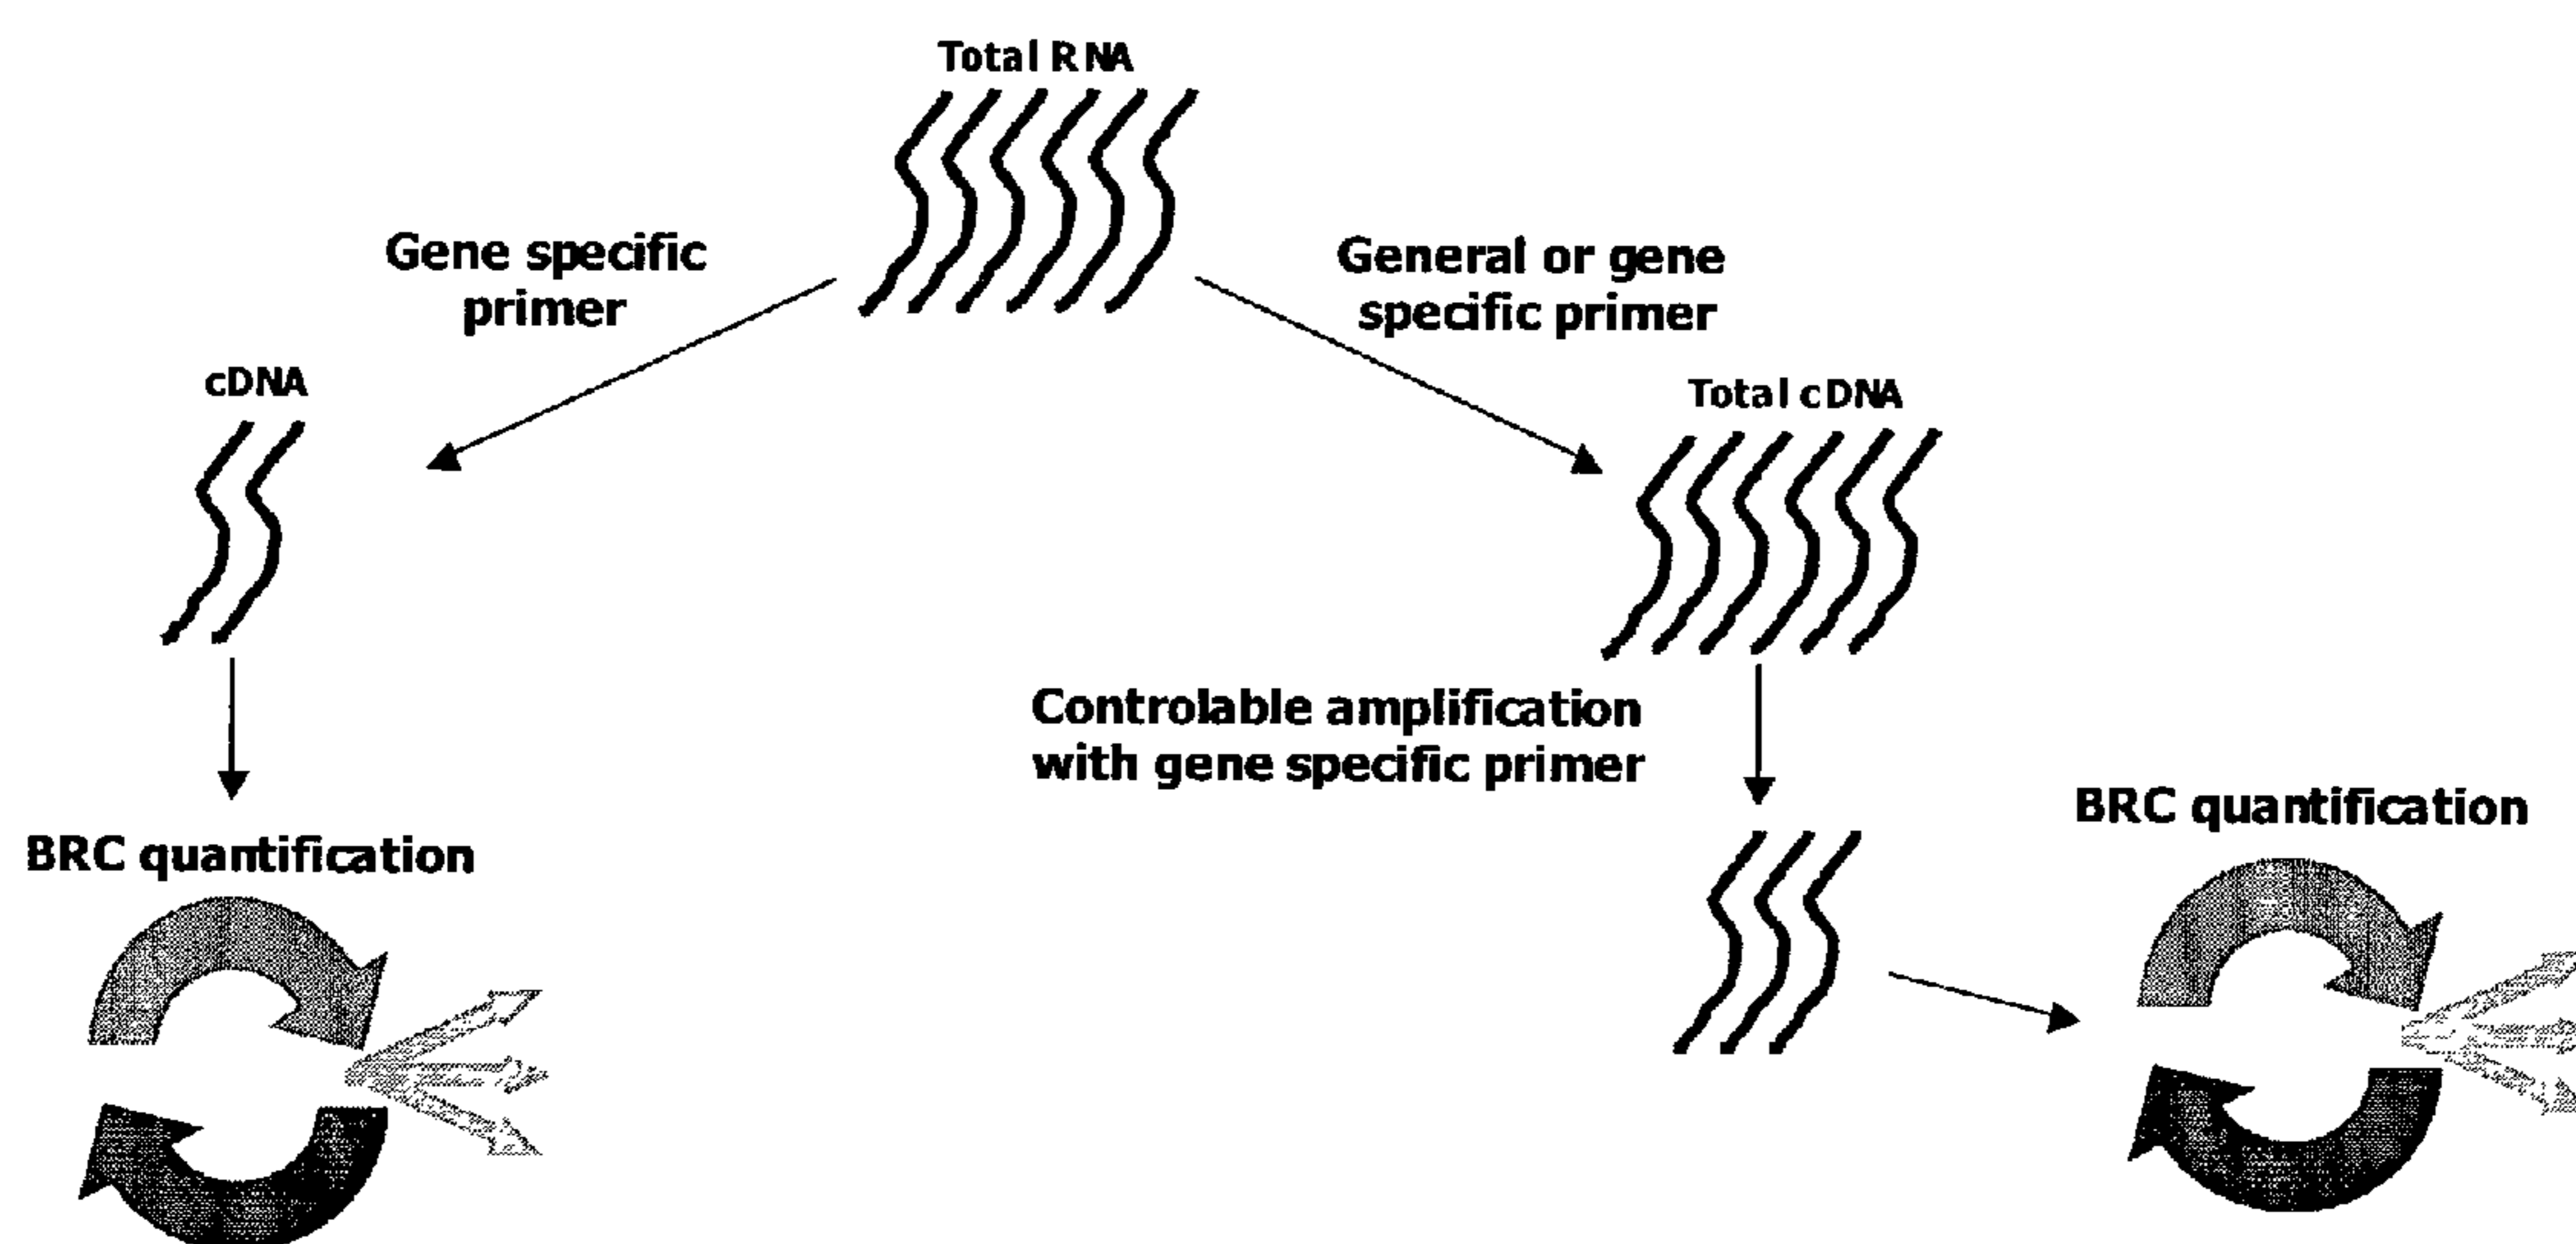 Total RNA
Gene specific
primer
General or gene
specific primer
cDNA
Total cDNA
Controlable amplification
with gene specific primer
BRC quantification
BRC quantification